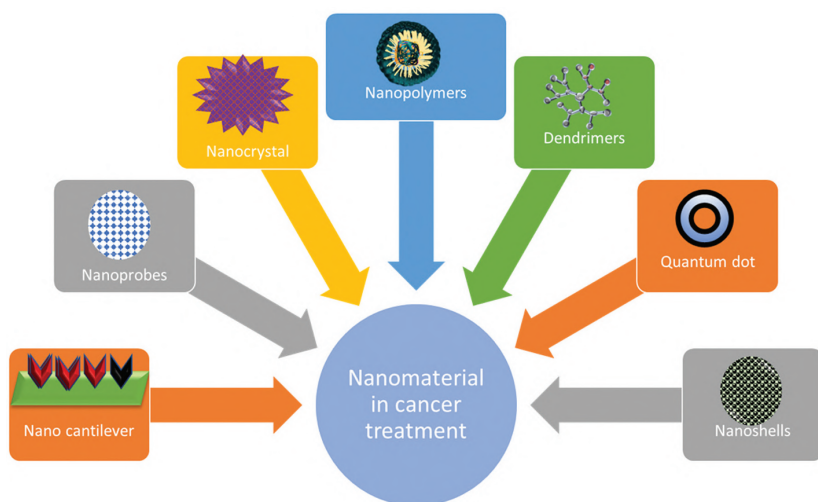 Nanopolymers
Nanocrystal
Dendrimers
Nanoprobes
Quantum dot
Nano cantilever
Nanomaterial
in cancer
treatment
Nanoshells